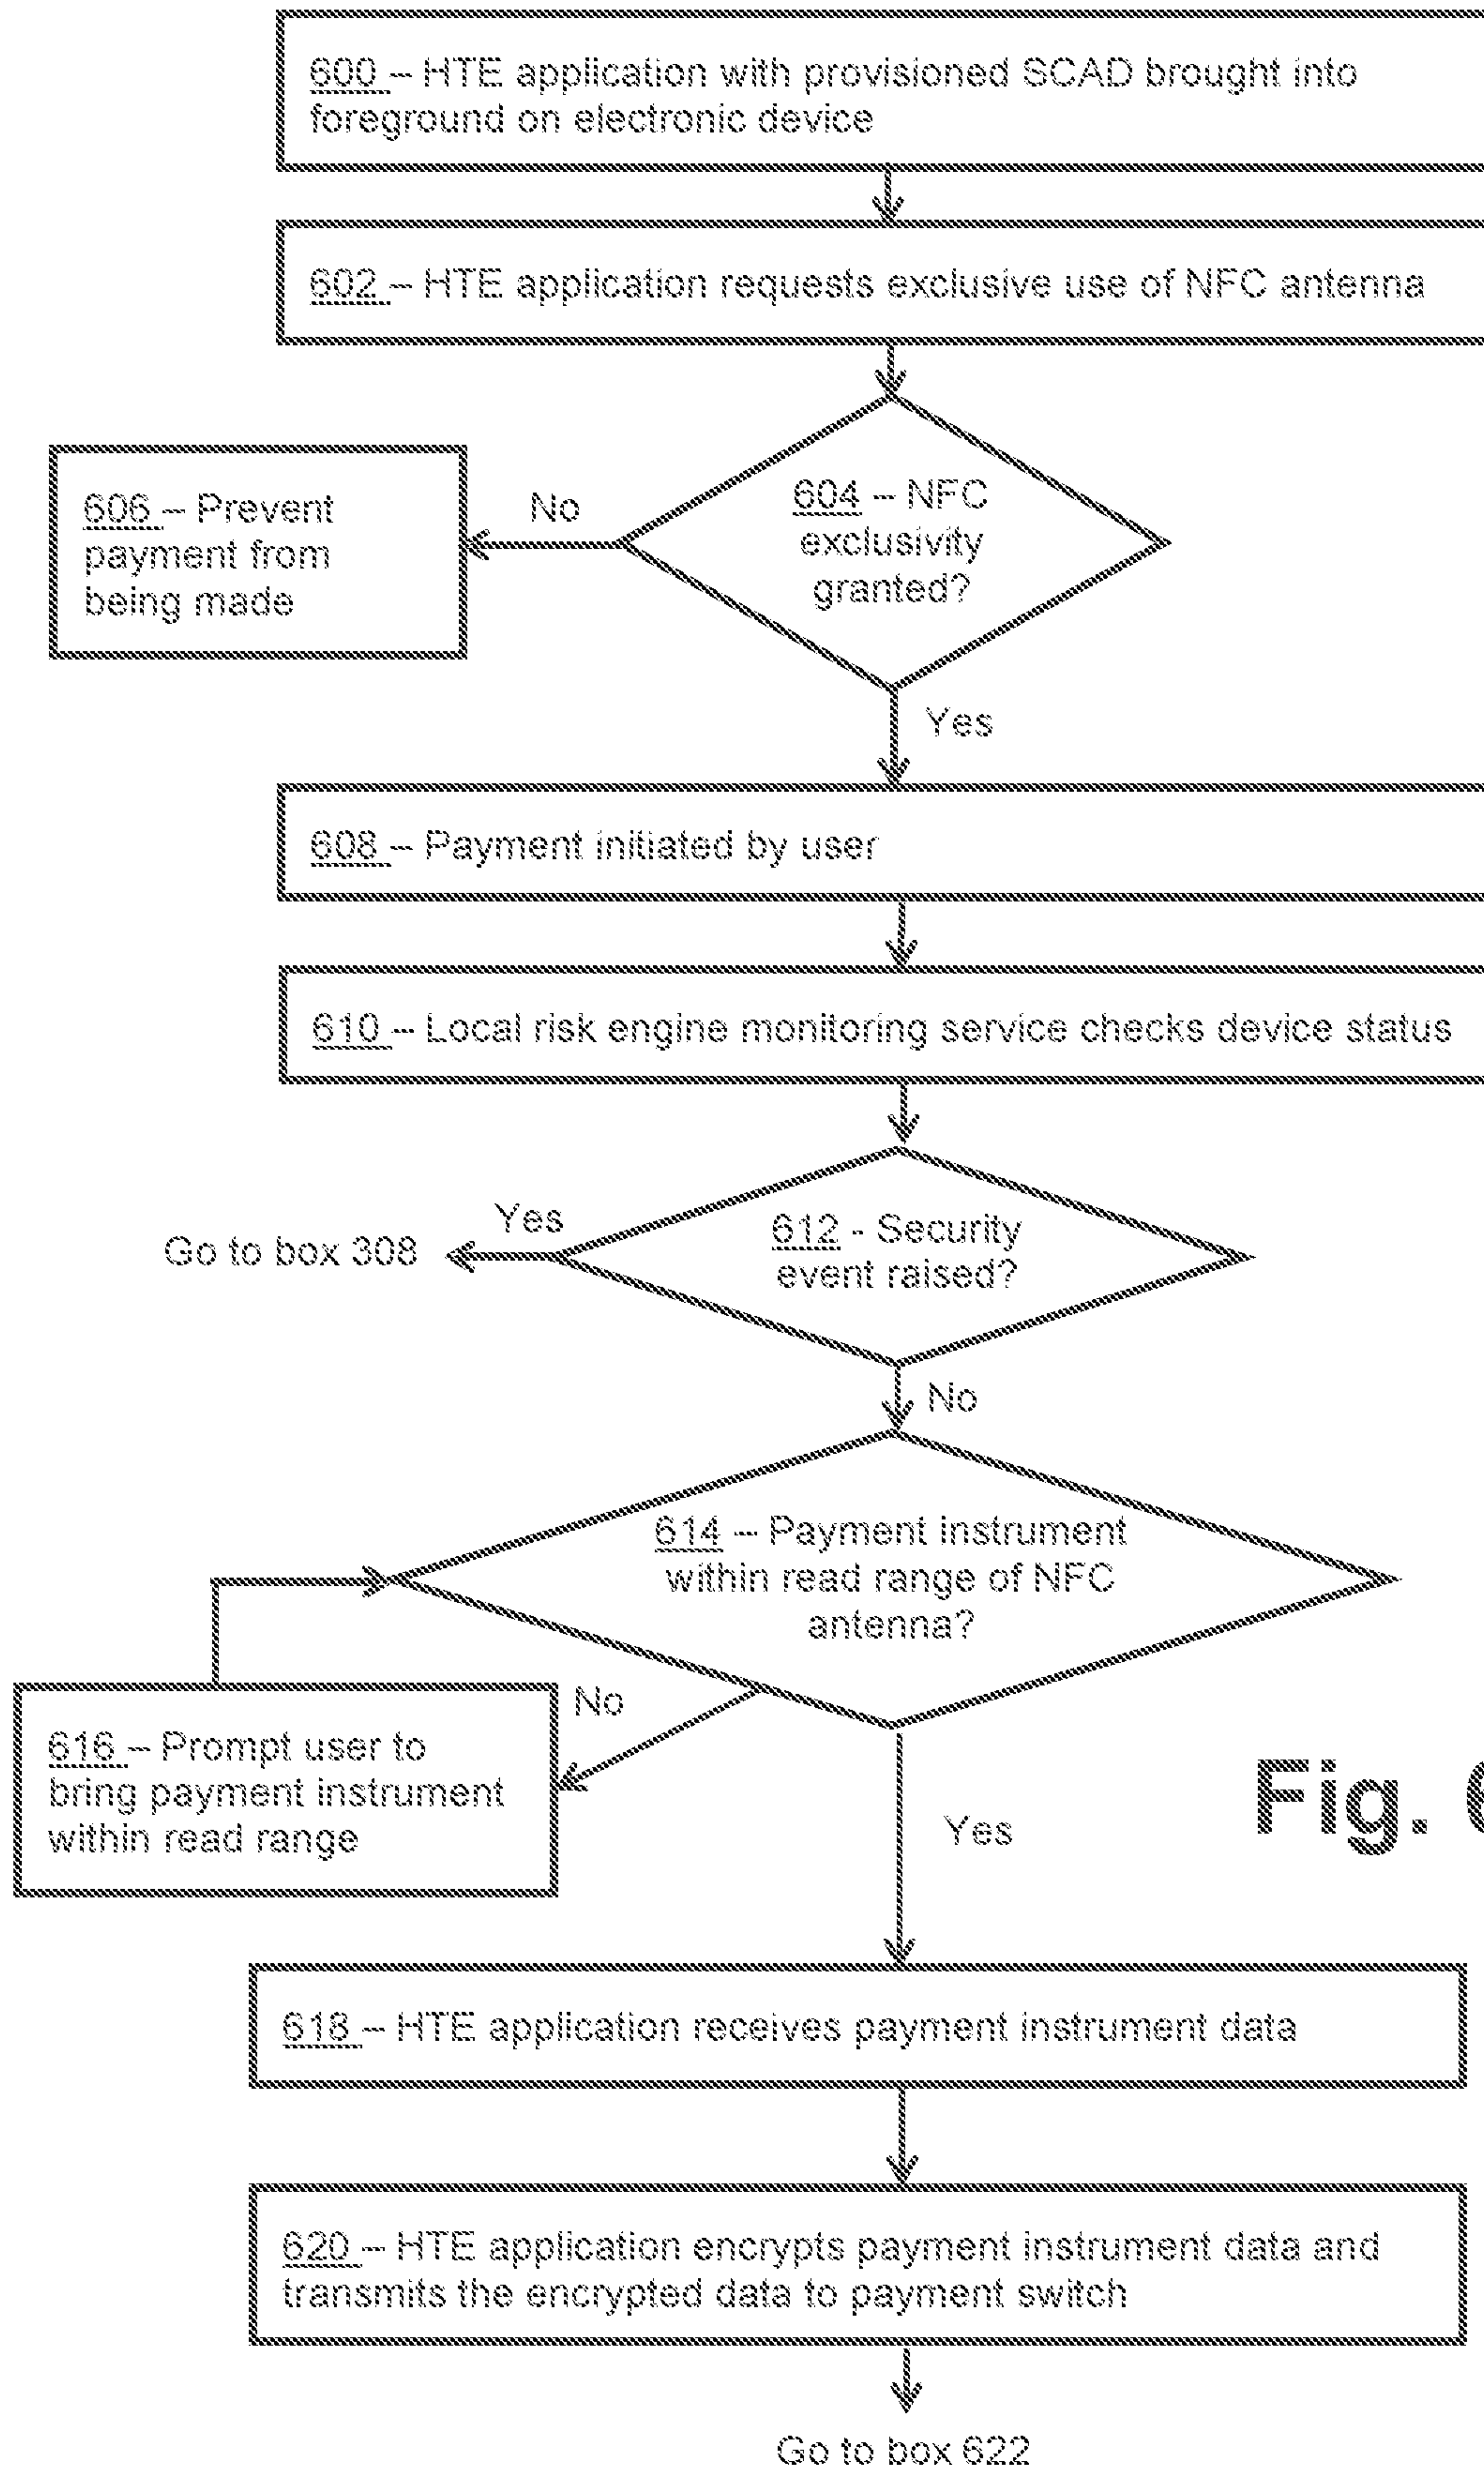 600 – HTE application with provisioned SCAD brought into
foreground on electronic device
602 – HTE application requests exclusive use of NFC antenna
604 – NFC
exclusivity
granted?
No
606 – Prevent
payment from
being made
Yes
608 – Payment initiated by user
610 – Local risk engine monitoring service checks device status
612 - Security
event raised?
Yes
Go to box 308
No
614 – Payment instrument
within read range of NFC
antenna?
No
616 – Prompt user to
bring payment instrument
within read range
Yes
Fig. 6
618 – HTE application receives payment instrument data
620 – HTE application encrypts payment instrument data and
transmits the encrypted data to payment switch
Go to box 622